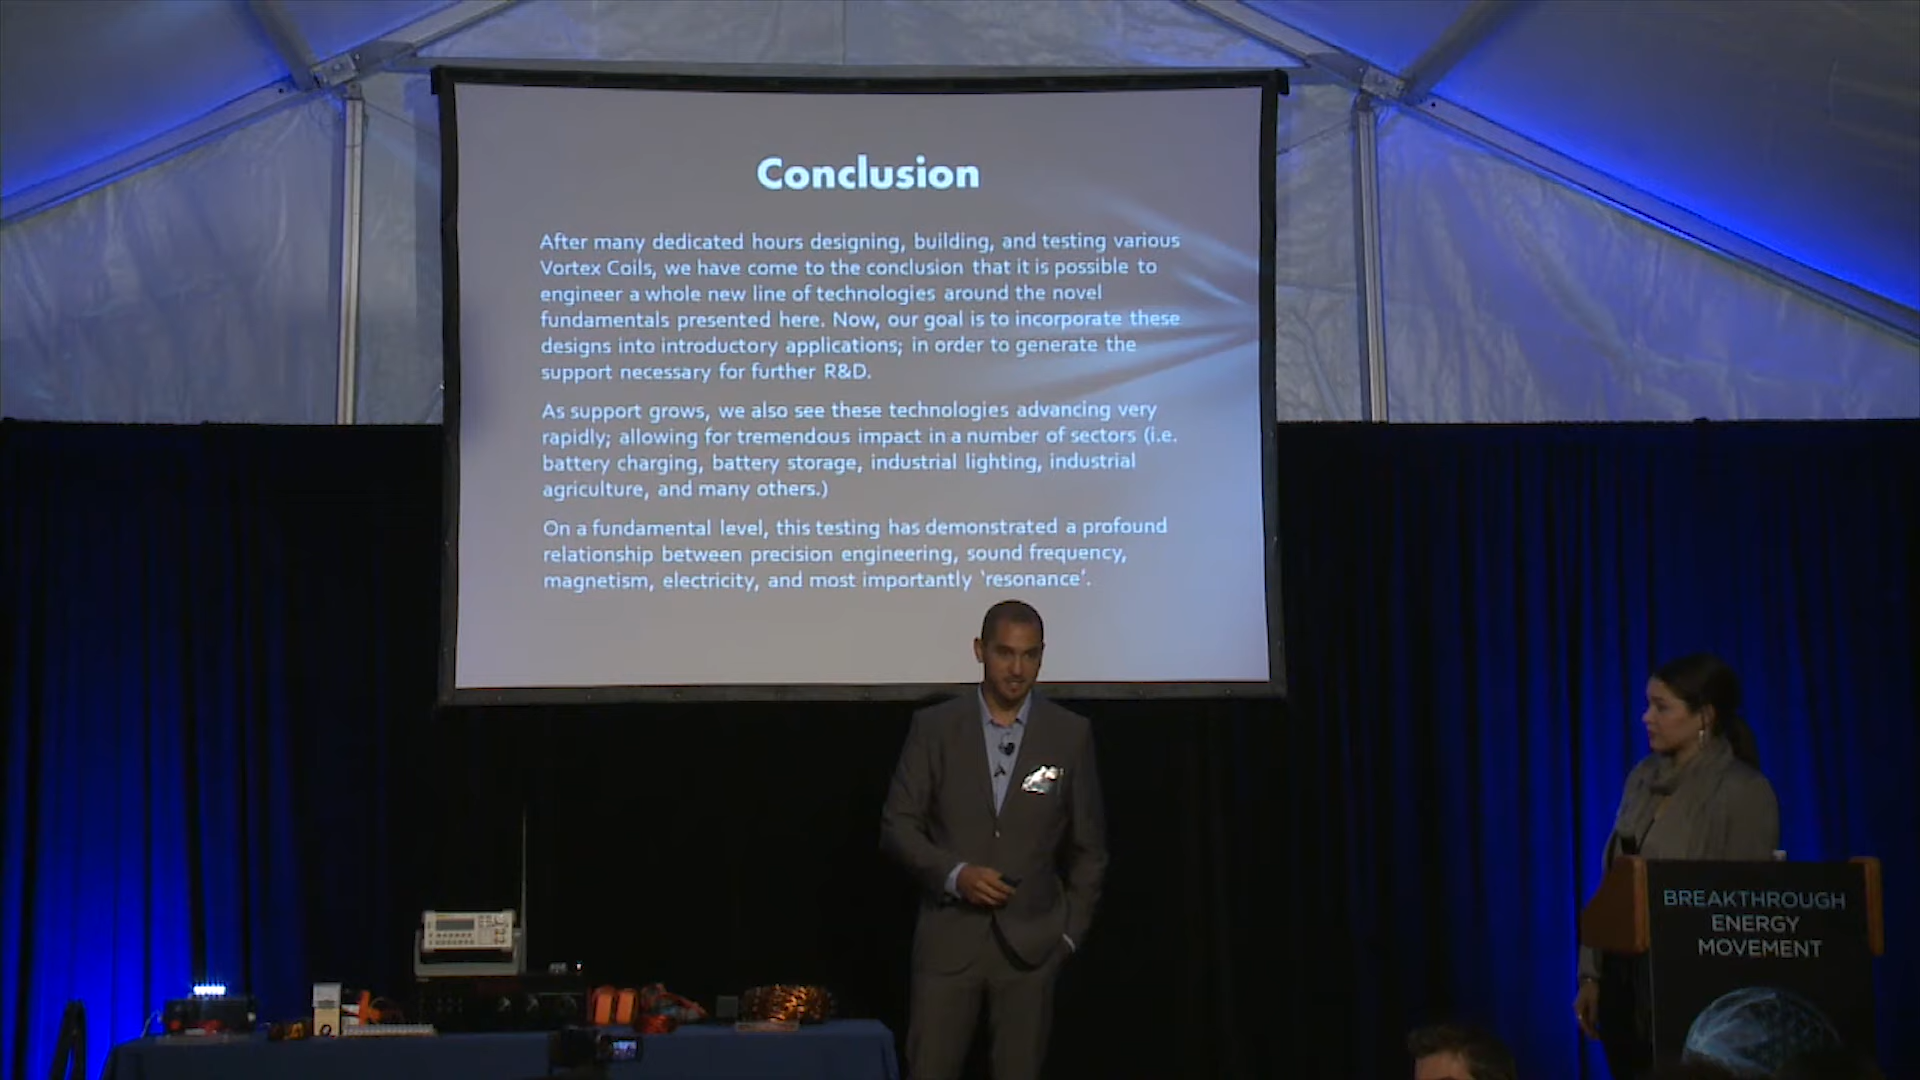 Conclusion
After many dedicated hours designing, building, and testing various
Vortex Coils, we have come to the conclusion that it is possible to
engineer a whole new line of technologies around the novel
fundamentals presented here. Now, our goal is to incorporate these
designs into introductory applications; in order to generate the
support necessary for further R&D.
As support grows, we also see these technologies advancing very
rapidly; allowing for tremendous impact in a number of sectors (i.e.
battery charging, battery storage, industrial lighting, industrial
agriculture, and many others.)
On a fundamental level, this testing has demonstrated a profound
relationship between precision engineering, sound frequency,
magnetism, electricity, and most importantly ‘resonance’.
BREAKTHROUGH
ENERGY
MOVEMENT